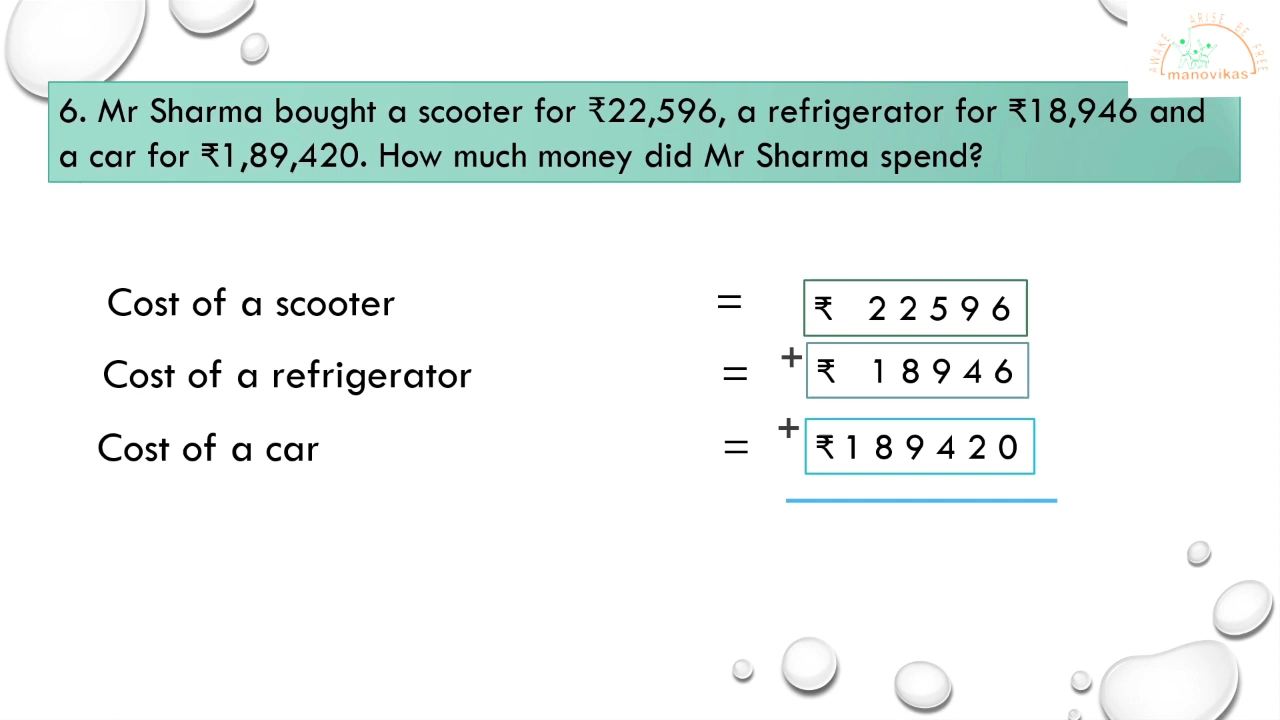 AWAKE ARISE BE FREE
manovikas
6. Mr Sharma bought a scooter for ₹22,596, a refrigerator for ₹18,946 and
a car for ₹1,89,420. How much money did Mr Sharma spend?
Cost of a scooter = ₹ 2 2 5 9 6
Cost of a refrigerator = + ₹ 1 8 9 4 6
Cost of a car = + ₹ 1 8 9 4 2 0